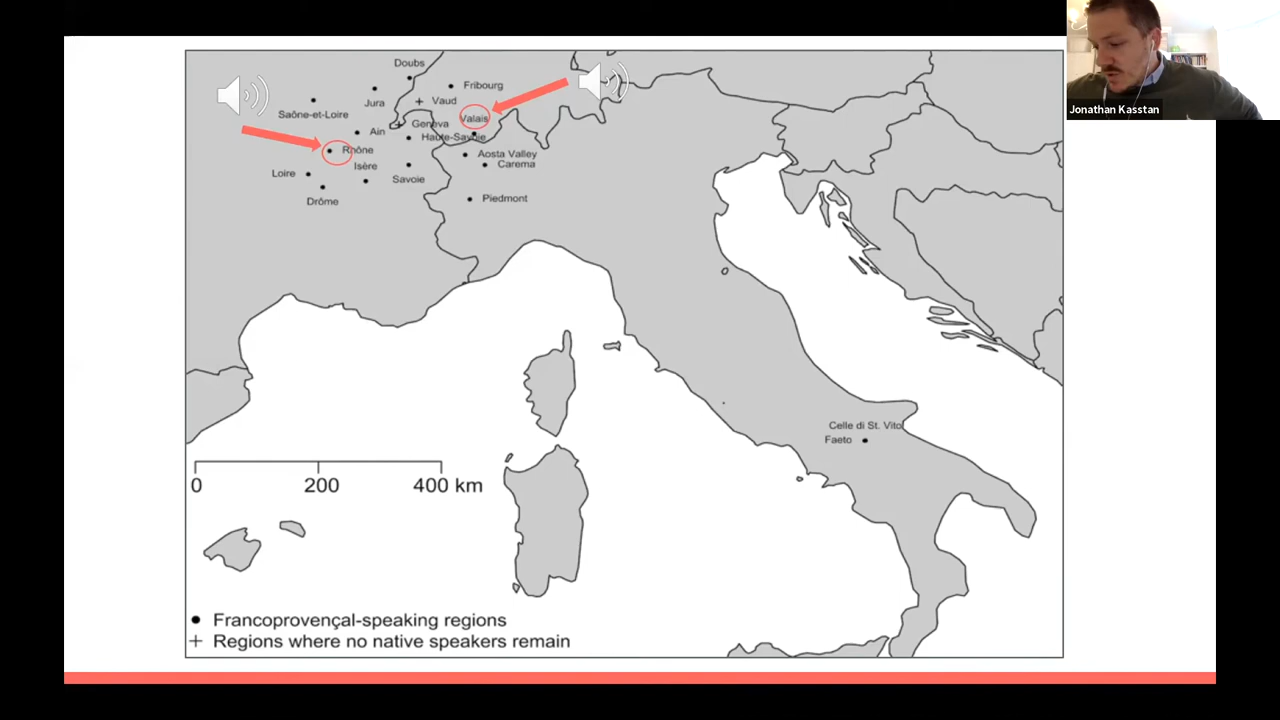 Jonathan Kasstan
Doubs
Fribourg
Jura
Vaud
Saône-et-Loire
Valais
Geneva
Ain
Haute-Savoie
Rhône
Aosta Valley
Isère
Carema
Loire
Savoie
Drôme
Piedmont
Celle di St. Vito
Faeto
0 200 400 km
Francoprovençal-speaking regions
Regions where no native speakers remain